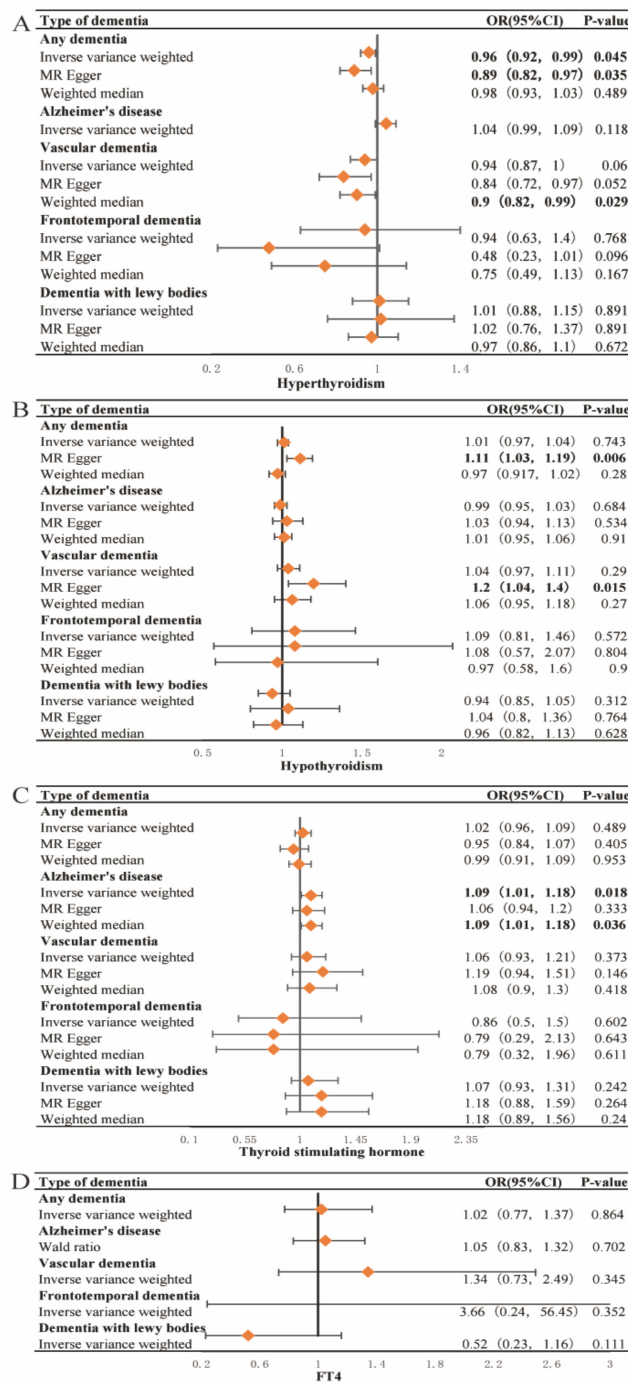 A
Type of dementia OR(95%CI) P-value
Any dementia
Inverse variance weighted 0.96 (0.92, 0.99) 0.045
MR Egger 0.89 (0.82, 0.97) 0.035
Weighted median 0.98 (0.93, 1.03) 0.489
Alzheimer's disease
Inverse variance weighted 1.04 (0.99, 1.09) 0.118
Vascular dementia
Inverse variance weighted 0.94 (0.87, 1) 0.06
MR Egger 0.84 (0.72, 0.97) 0.052
Weighted median 0.9 (0.82, 0.99) 0.029
Frontotemporal dementia
Inverse variance weighted 0.94 (0.63, 1.4) 0.768
MR Egger 0.48 (0.23, 1.01) 0.096
Weighted median 0.75 (0.49, 1.13) 0.167
Dementia with lewy bodies
Inverse variance weighted 1.01 (0.88, 1.15) 0.891
MR Egger 1.02 (0.76, 1.37) 0.891
Weighted median 0.97 (0.86, 1.1) 0.672
0.2 0.6 1 1.4
Hyperthyroidism
B
Type of dementia OR(95%CI) P-value
Any dementia
Inverse variance weighted 1.01 (0.97, 1.04) 0.743
MR Egger 1.11 (1.03, 1.19) 0.006
Weighted median 0.97 (0.917, 1.02) 0.28
Alzheimer's disease
Inverse variance weighted 0.99 (0.95, 1.03) 0.684
MR Egger 1.03 (0.94, 1.13) 0.534
Weighted median 1.01 (0.95, 1.06) 0.91
Vascular dementia
Inverse variance weighted 1.04 (0.97, 1.11) 0.29
MR Egger 1.2 (1.04, 1.4) 0.015
Weighted median 1.06 (0.95, 1.18) 0.27
Frontotemporal dementia
Inverse variance weighted 1.09 (0.81, 1.46) 0.572
MR Egger 1.08 (0.57, 2.07) 0.804
Weighted median 0.97 (0.58, 1.6) 0.9
Dementia with lewy bodies
Inverse variance weighted 0.94 (0.85, 1.05) 0.312
MR Egger 1.04 (0.8, 1.36) 0.764
Weighted median 0.96 (0.82, 1.13) 0.628
0.5 1 1.5 2
Hypothyroidism
C
Type of dementia OR(95%CI) P-value
Any dementia
Inverse variance weighted 1.02 (0.96, 1.09) 0.489
MR Egger 0.95 (0.84, 1.07) 0.405
Weighted median 0.99 (0.91, 1.09) 0.953
Alzheimer's disease
Inverse variance weighted 1.09 (1.01, 1.18) 0.018
MR Egger 1.06 (0.94, 1.2) 0.333
Weighted median 1.09 (1.01, 1.18) 0.036
Vascular dementia
Inverse variance weighted 1.06 (0.93, 1.21) 0.373
MR Egger 1.19 (0.94, 1.51) 0.146
Weighted median 1.08 (0.9, 1.3) 0.418
Frontotemporal dementia
Inverse variance weighted 0.86 (0.5, 1.5) 0.602
MR Egger 0.79 (0.29, 2.13) 0.643
Weighted median 0.79 (0.32, 1.96) 0.611
Dementia with lewy bodies
Inverse variance weighted 1.07 (0.93, 1.31) 0.242
MR Egger 1.18 (0.88, 1.59) 0.264
Weighted median 1.18 (0.89, 1.56) 0.24
0.1 0.55 1 1.45 1.9 2.35
Thyroid stimulating hormone
D
Type of dementia OR(95%CI) P-value
Any dementia
Inverse variance weighted 1.02 (0.77, 1.37) 0.864
Alzheimer's disease
Wald ratio 1.05 (0.83, 1.32) 0.702
Vascular dementia
Inverse variance weighted 1.34 (0.73, 2.49) 0.345
Frontotemporal dementia
Inverse variance weighted 3.66 (0.24, 56.45) 0.352
Dementia with lewy bodies
Inverse variance weighted 0.52 (0.23, 1.16) 0.111
0.2 0.6 1 1.4 1.8 2.2 2.6 3
FT4